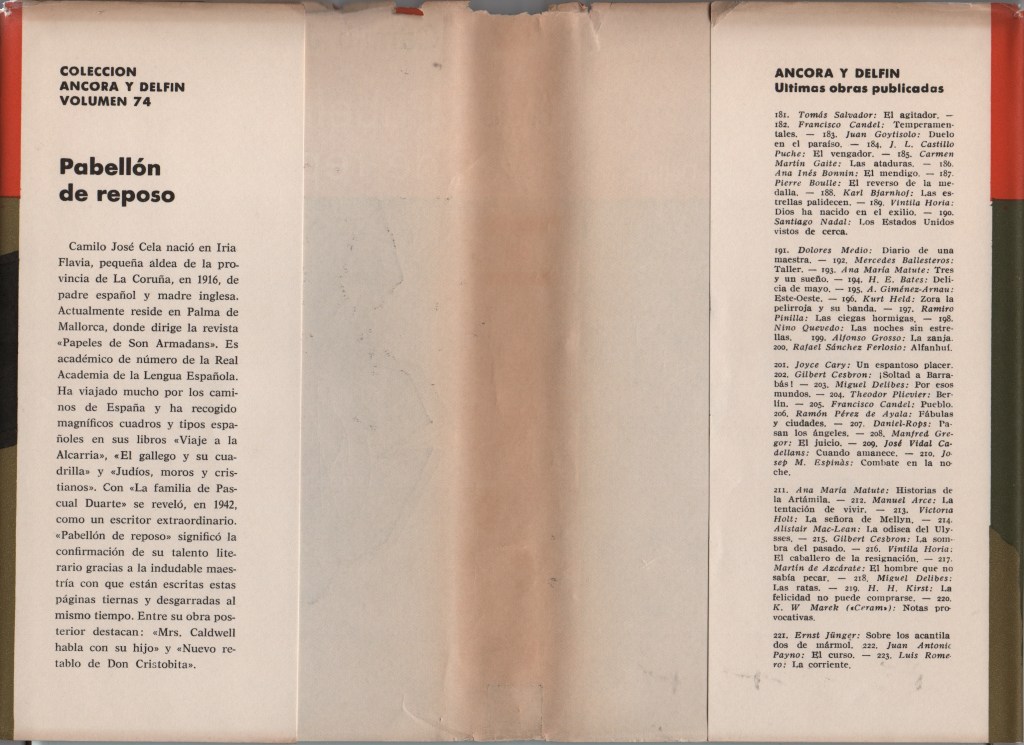 COLECCION
ANCORA Y DELFIN
VOLUMEN 74
Pabellón
de reposo
Camilo José Cela nació en Iria
Flavia, pequeña aldea de la pro-
vincia de La Coruña, en 1916, de
padre español y madre inglesa.
Actualmente reside en Palma de
Mallorca, donde dirige la revista
«Papeles de Son Armadans». Es
académico de número de la Real
Academia de la Lengua Española.
Ha viajado mucho por los cami-
nos de España y ha recogido
magníficos cuadros y tipos espa-
ñoles en sus libros «Viaje a la
Alcarria», «El gallego y su cua-
drilla» y «Judíos, moros y cris-
tianos». Con «La familia de Pas-
cual Duarte» se reveló, en 1942,
como un escritor extraordinario.
«Pabellón de reposo» significó la
confirmación de su talento lite-
rario gracias a la indudable maes-
tría con que están escritas estas
páginas tiernas y desgarradas al
mismo tiempo. Entre su obra pos-
terior destacan: «Mrs. Caldwell
habla con su hijo» y «Nuevo re-
tablo de Don Cristobita».
ANCORA Y DELFIN
Ultimas obras publicadas
181. Tomás Salvador: El agitador. —
182. Francisco Candel: Temperamen-
tales. — 183. Juan Goytisolo: Duelo
en el paraíso. — 184. J. L. Castillo
Puche: El vengador. — 185. Carmen
Martín Gaite: Las ataduras. — 186.
Ana Inés Bonnín: El mendigo. — 187.
Pierre Boulle: El reverso de la me-
dalla. — 188. Karl Bjarnhof: Las es-
trellas palidecen. — 189. Vintila Horia:
Dios ha nacido en el exilio. — 190.
Santiago Nadal: Los Estados Unidos
vistos de cerca.
191. Dolores Medio: Diario de una
maestra. — 192. Mercedes Ballesteros:
Taller. — 193. Ana María Matute: Tres
y un sueño. — 194. H. E. Bates: Deli-
cia de mayo. — 195. A. Giménez-Arnau:
Este-Oeste. — 196. Kurt Held: Zora la
pelirroja y su banda. — 197. Ramiro
Pinilla: Las ciegas hormigas. — 198.
Nino Quevedo: Las noches sin estre-
llas. 199. Alfonso Grosso: La zanja.
200. Rafael Sánchez Ferlosio: Alfanhuí.
201. Joyce Cary: Un espantoso placer.
202. Gilbert Cesbron: ¡Soltad a Barra-
bás! — 203. Miguel Delibes: Por esos
mundos. — 204. Theodor Plievier: Ber-
lín. — 205. Francisco Candel: Pueblo.
206. Ramón Pérez de Ayala: Fábulas
y ciudades. — 207. Daniel-Rops: Pa-
san los ángeles. — 208. Manfred Gre-
gor: El juicio. — 209. José Vidal Ca-
dellans: Cuando amanece. — 210. Jo-
sep M. Espinàs: Combate en la no-
che.
211. Ana María Matute: Historias de
la Artámila. — 212. Manuel Arce: La
tentación de vivir. — 213. Victoria
Holt: La señora de Mellyn. — 214.
Alistair Mac-Lean: La odisea del Uly-
sses. — 215. Gilbert Cesbron: La som-
bra del pasado. — 216. Vintila Horia:
El caballero de la resignación. — 217.
Martín de Azcárate: El hombre que no
sabía pecar. — 218. Miguel Delibes:
Las ratas. — 219. H. H. Kirst: La
felicidad no puede comprarse. — 220.
K. W Marek («Ceram»): Notas pro-
vocativas.
221. Ernst Jünger: Sobre los acantila
dos de mármol. 222. Juan Antonio
Payno: El curso. — 223. Luis Rome-
ro: La corriente.